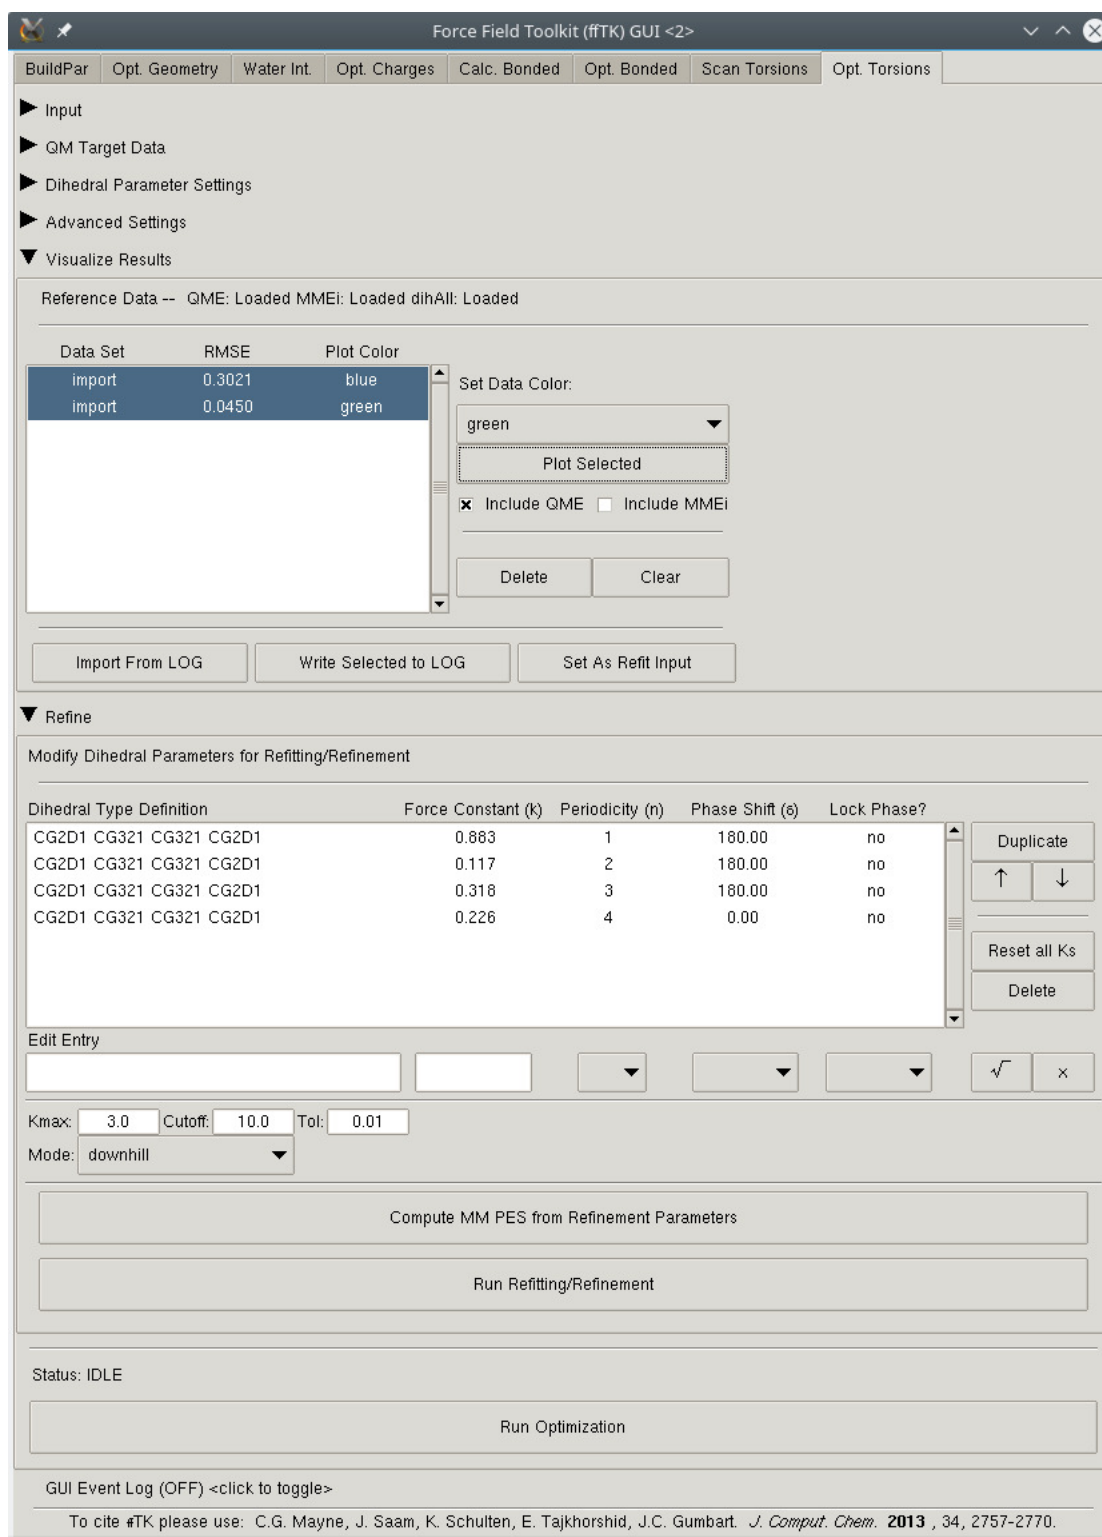 Force Field Toolkit (ffTK) GUI <2>
BuildPar Opt. Geometry Water Int. Opt. Charges Calc. Bonded Opt. Bonded Scan Torsions Opt. Torsions
Input
QM Target Data
Dihedral Parameter Settings
Advanced Settings
Visualize Results
Reference Data -- QME: Loaded MMEi: Loaded dihAll: Loaded
Data Set RMSE Plot Color
import 0.3021 blue
import 0.0450 green
Set Data Color:
green
Plot Selected
Include QME Include MMEi
Delete Clear
Import From LOG Write Selected to LOG Set As Refit Input
Refine
Modify Dihedral Parameters for Refitting/Refinement
Dihedral Type Definition Force Constant (k) Periodicity (n) Phase Shift (δ) Lock Phase?
CG2D1 CG321 CG321 CG2D1 0.883 1 180.00 no
CG2D1 CG321 CG321 CG2D1 0.117 2 180.00 no
CG2D1 CG321 CG321 CG2D1 0.318 3 180.00 no
CG2D1 CG321 CG321 CG2D1 0.226 4 0.00 no
Duplicate
↑ ↓
Reset all Ks
Delete
Edit Entry
√ x
Kmax: 3.0 Cutoff: 10.0 Tol: 0.01
Mode: downhill
Compute MM PES from Refinement Parameters
Run Refitting/Refinement
Status: IDLE
Run Optimization
GUI Event Log (OFF) <click to toggle>
To cite ffTK please use: C.G. Mayne, J. Saam, K. Schulten, E. Tajkhorshid, J.C. Gumbart. J. Comput. Chem. 2013 , 34, 2757-2770.